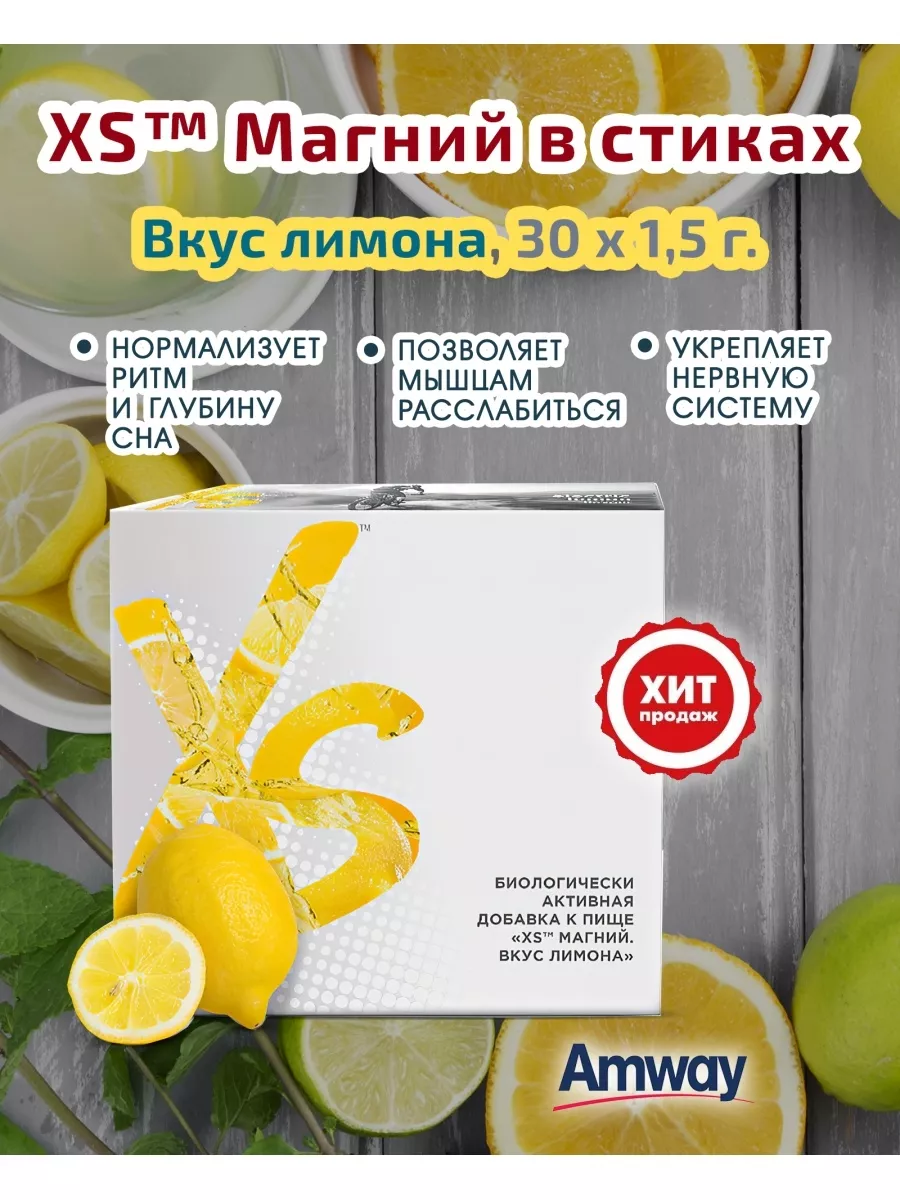 XS™ Магний в стиках
Вкус лимона, 30 х 1,5 г.
• НОРМАЛИЗУЕТ
РИТМ
И ГЛУБИНУ
СНА
• ПОЗВОЛЯЕТ
МЫШЦАМ
РАССЛАБИТЬСЯ
• УКРЕПЛЯЕТ
НЕРВНУЮ
СИСТЕМУ
XS™
ХИТ
продаж
БИОЛОГИЧЕСКИ
АКТИВНАЯ
ДОБАВКА К ПИЩЕ
«XS™ МАГНИЙ.
ВКУС ЛИМОНА»
Amway